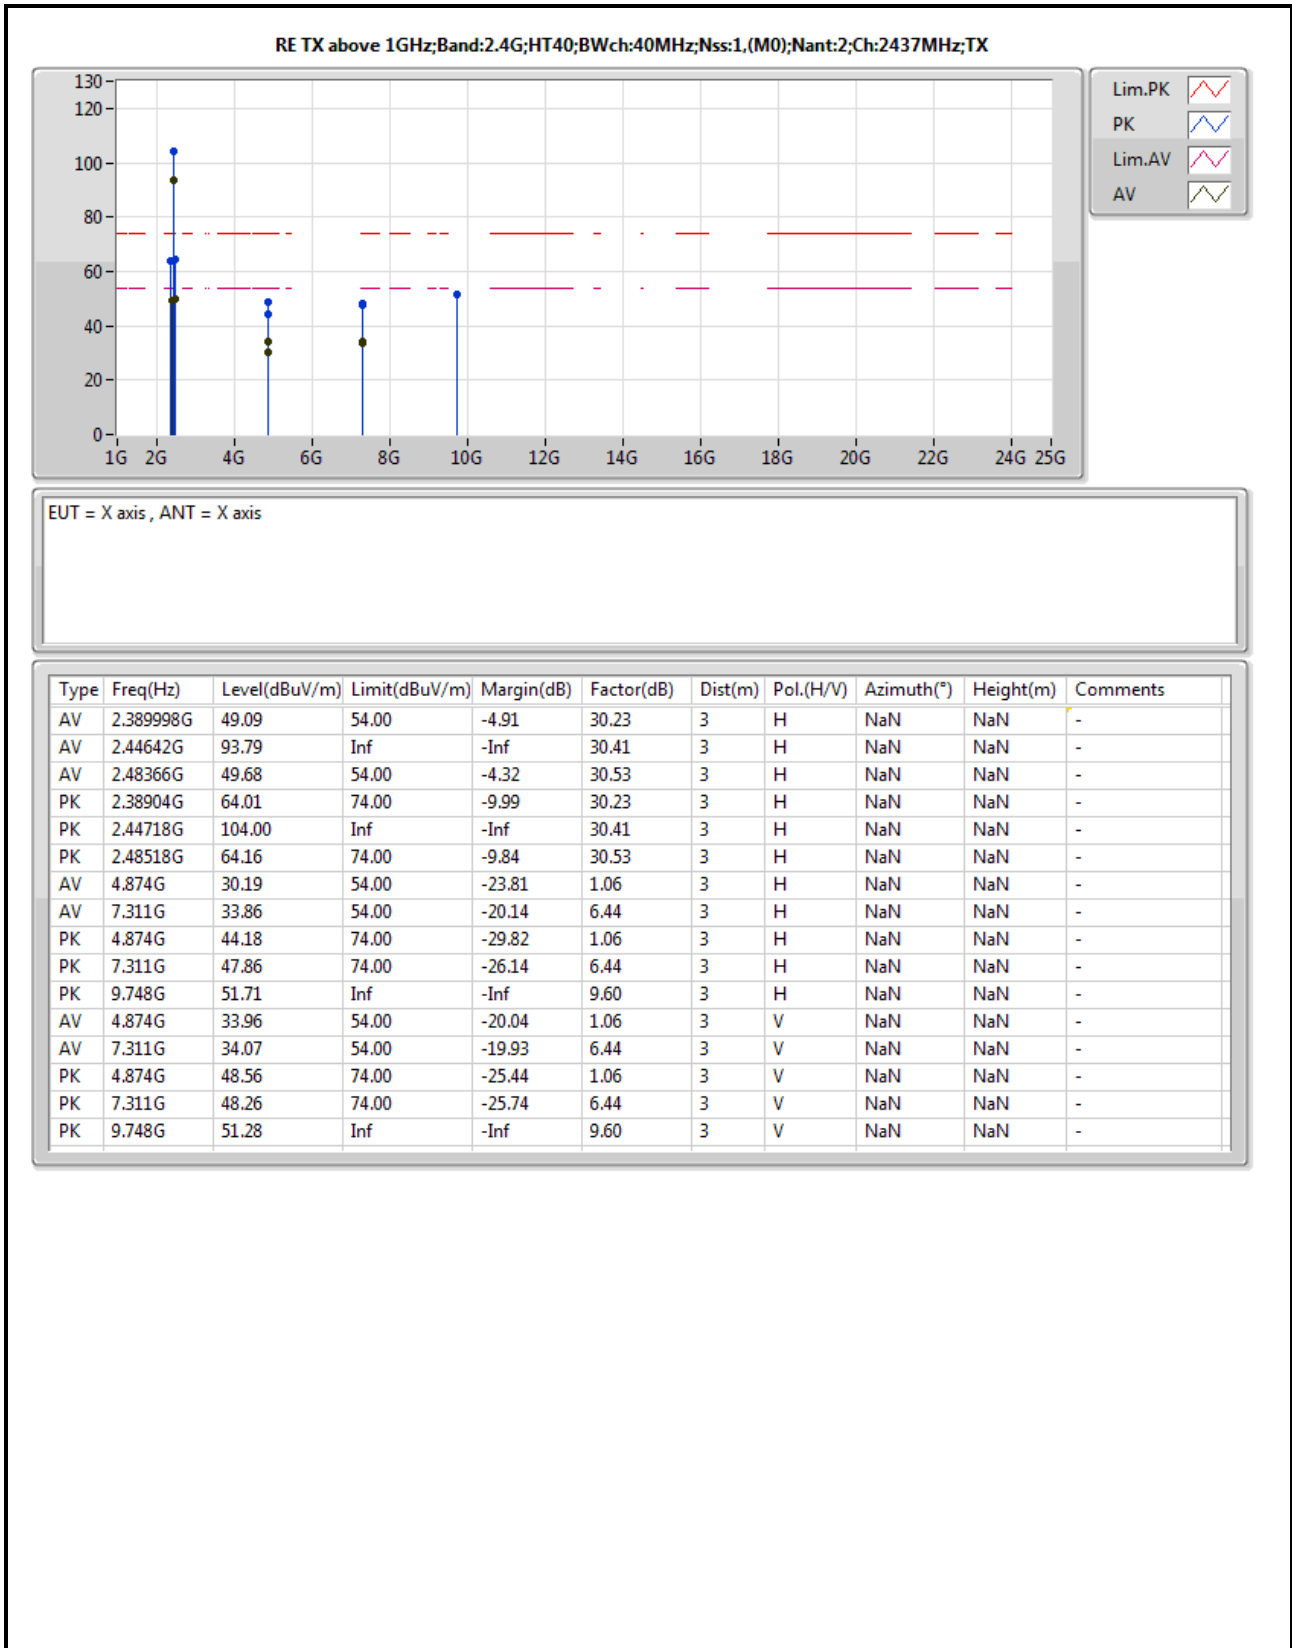 RE TX above 1GHz;Band:2.4G;HT40;BWch:40MHz;Nss:1,(M0);Nant:2;Ch:2437MHz;TX
130
120
100
80
60
40
20
0
1G 2G 4G 6G 8G 10G 12G 14G 16G 18G 20G 22G 24G 25G
Lim.PK
PK
Lim.AV
AV
EUT = X axis , ANT = X axis
Type Freq(Hz) Level(dBuV/m) Limit(dBuV/m) Margin(dB) Factor(dB) Dist(m) Pol.(H/V) Azimuth(°) Height(m) Comments
AV 2.389998G 49.09 54.00 -4.91 30.23 3 H NaN NaN -
AV 2.44642G 93.79 Inf -Inf 30.41 3 H NaN NaN -
AV 2.48366G 49.68 54.00 -4.32 30.53 3 H NaN NaN -
PK 2.38904G 64.01 74.00 -9.99 30.23 3 H NaN NaN -
PK 2.44718G 104.00 Inf -Inf 30.41 3 H NaN NaN -
PK 2.48518G 64.16 74.00 -9.84 30.53 3 H NaN NaN -
AV 4.874G 30.19 54.00 -23.81 1.06 3 H NaN NaN -
AV 7.311G 33.86 54.00 -20.14 6.44 3 H NaN NaN -
PK 4.874G 44.18 74.00 -29.82 1.06 3 H NaN NaN -
PK 7.311G 47.86 74.00 -26.14 6.44 3 H NaN NaN -
PK 9.748G 51.71 Inf -Inf 9.60 3 H NaN NaN -
AV 4.874G 33.96 54.00 -20.04 1.06 3 V NaN NaN -
AV 7.311G 34.07 54.00 -19.93 6.44 3 V NaN NaN -
PK 4.874G 48.56 74.00 -25.44 1.06 3 V NaN NaN -
PK 7.311G 48.26 74.00 -25.74 6.44 3 V NaN NaN -
PK 9.748G 51.28 Inf -Inf 9.60 3 V NaN NaN -